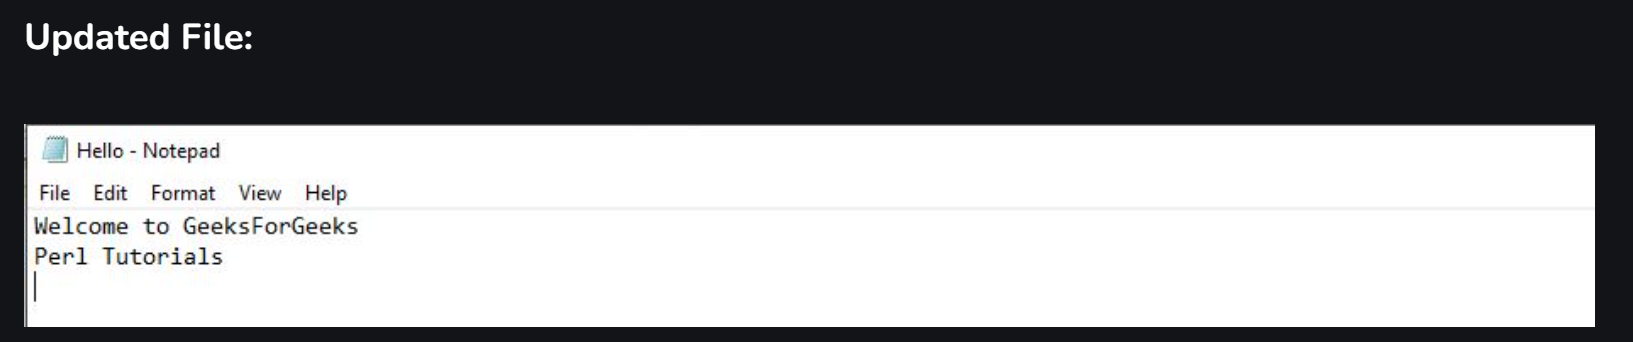 Updated File:
Hello - Notepad
File Edit Format View Help
Welcome to GeeksForGeeks
Perl Tutorials